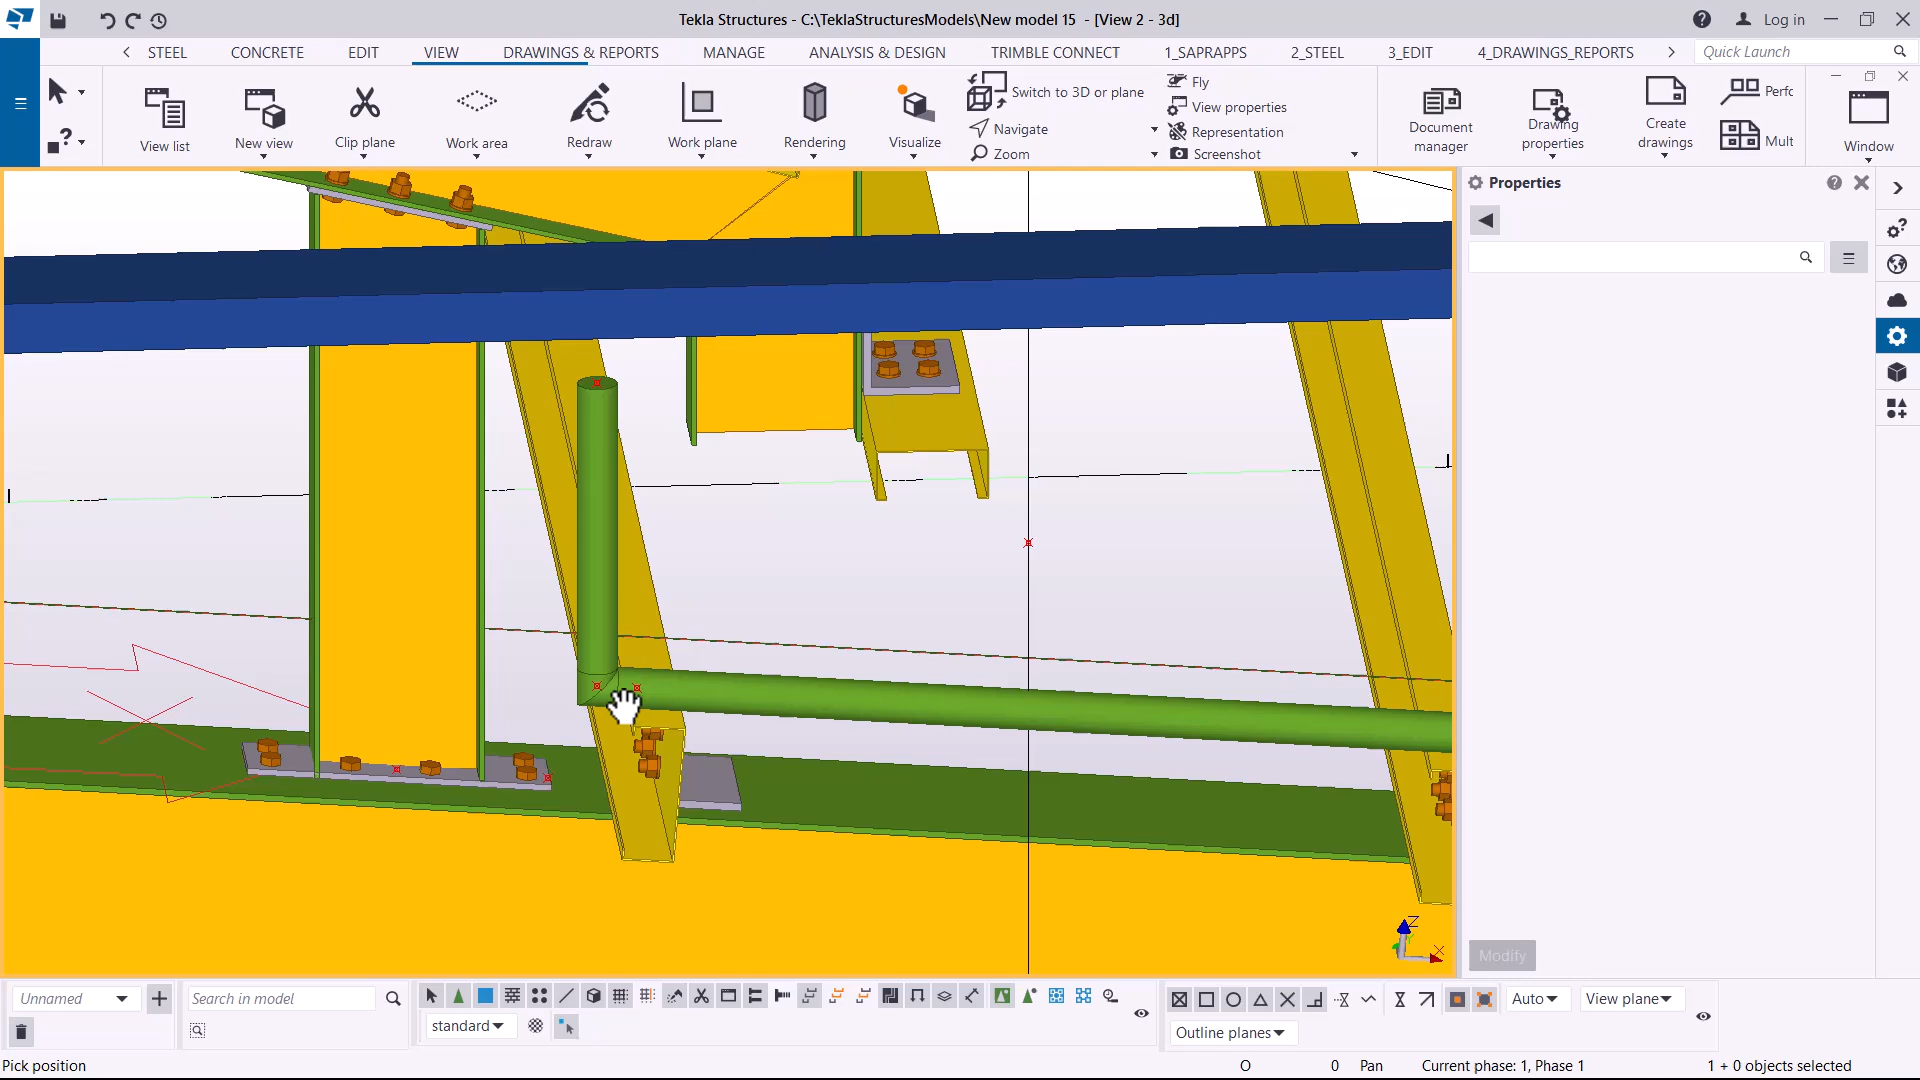 Tekla Structures - C:\TeklaStructuresModels\New model 15 - [View 2 - 3d]
Log in
STEEL CONCRETE EDIT VIEW DRAWINGS & REPORTS MANAGE ANALYSIS & DESIGN TRIMBLE CONNECT 1_SAPRAPPS 2_STEEL 3_EDIT 4_DRAWINGS_REPORTS
Quick Launch
View list
New view
Clip plane
Work area
Redraw
Work plane
Rendering
Visualize
Switch to 3D or plane
Navigate
Zoom
Fly
View properties
Representation
Screenshot
Document manager
Drawing properties
Create drawings
Perfc
Mult
Window
Properties
Modify
Z
X
Unnamed
Search in model
standard
Auto
View plane
Outline planes
Pick position
O 0 Pan Current phase: 1, Phase 1 1 + 0 objects selected